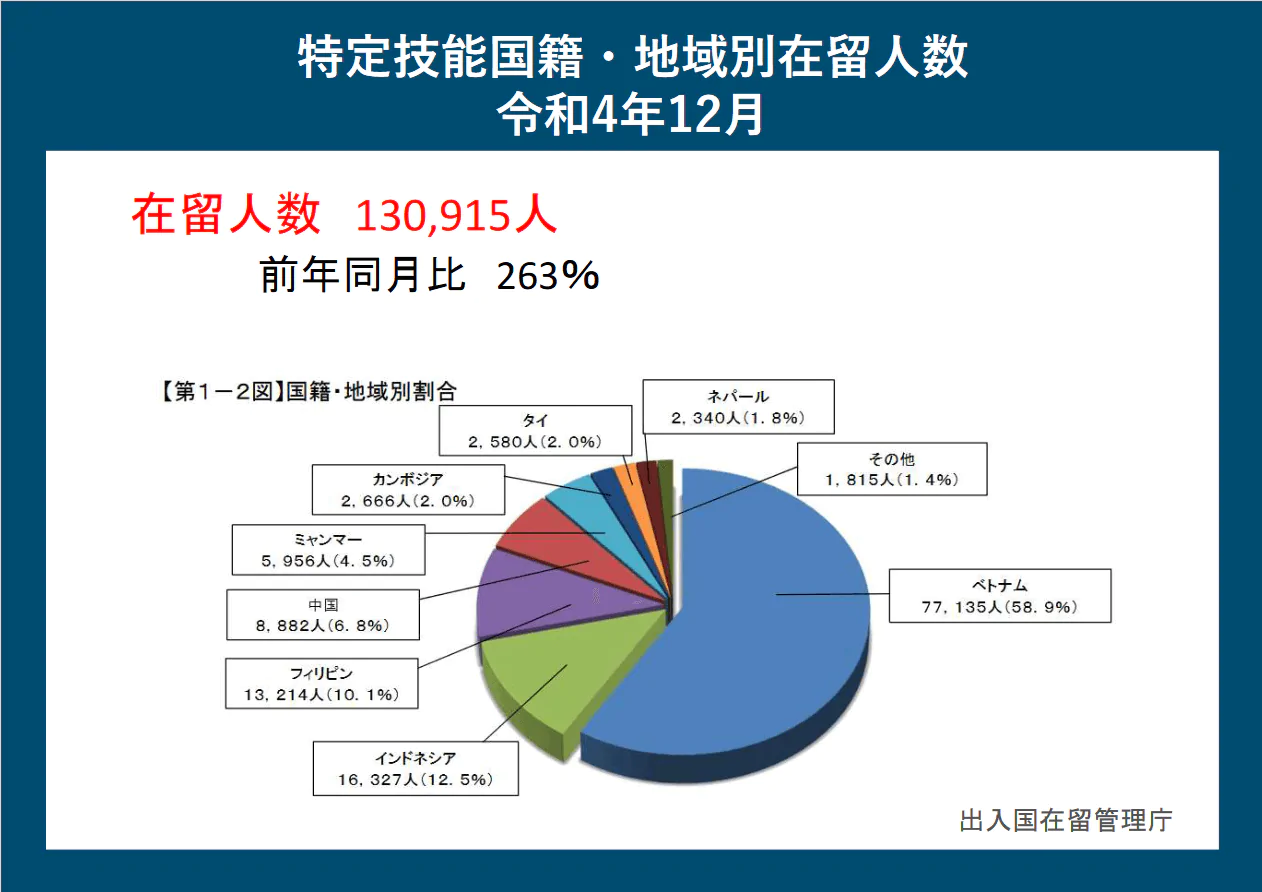 特定技能国籍・地域別在留人数
令和4年12月
在留人数 130,915人
前年同月比 263%
【第1-2図】国籍・地域別割合
ネパール
2,340人(1.8%)
タイ
2,580人(2.0%)
その他
1,815人(1.4%)
カンボジア
2,666人(2.0%)
ミャンマー
5,956人(4.5%)
ベトナム
77,135人(58.9%)
中国
8,882人(6.8%)
フィリピン
13,214人(10.1%)
インドネシア
16,327人(12.5%)
出入国在留管理庁